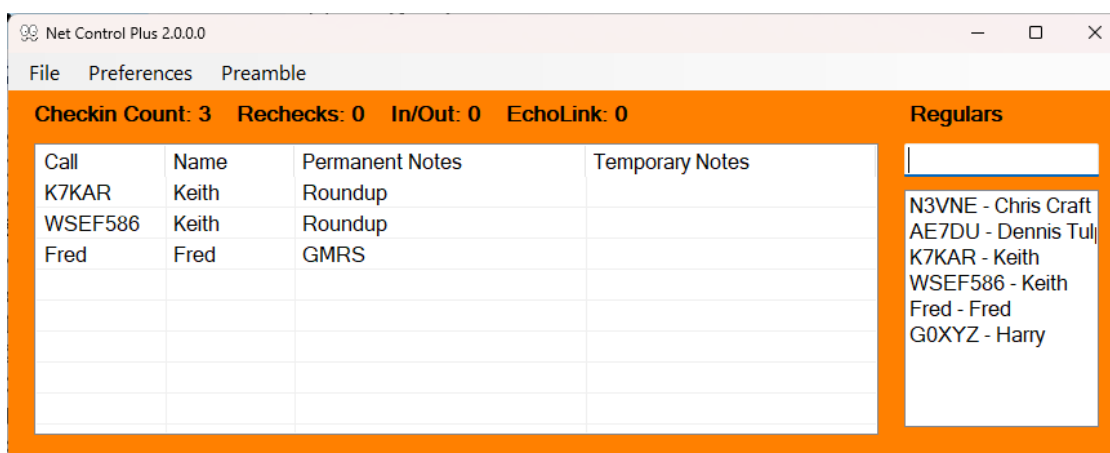 Net Control Plus 2.0.0.0
File Preferences Preamble
Checkin Count: 3 Rechecks: 0 In/Out: 0 EchoLink: 0
Call Name Permanent Notes Temporary Notes
K7KAR Keith Roundup
WSEF586 Keith Roundup
Fred Fred GMRS
Regulars
N3VNE - Chris Craft
AE7DU - Dennis
K7KAR - Keith
WSEF586 - Keith
Fred - Fred
G0XYZ - Harry